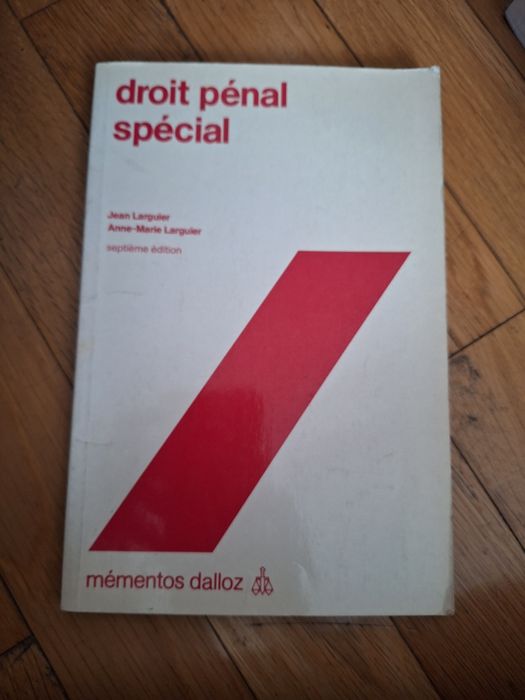 droit pénal
spécial
Jean Larguier
Anne-Marie Larguier
septième édition
mémentos dalloz